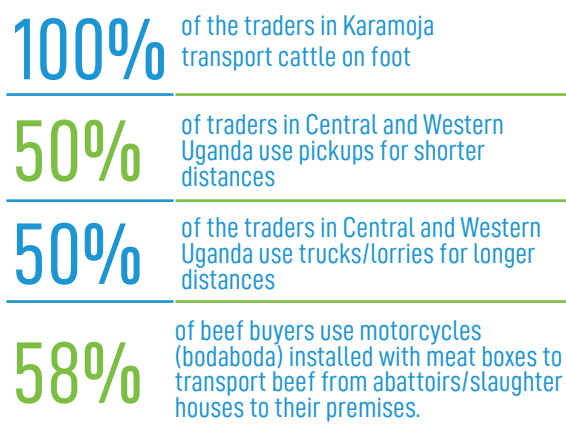 100%
of the traders in Karamoja
transport cattle on foot
50%
of traders in Central and Western
Uganda use pickups for shorter
distances
50%
of the traders in Central and Western
Uganda use trucks/lorries for longer
distances
58%
of beef buyers use motorcycles
(bodaboda) installed with meat boxes to
transport beef from abattoirs/slaughter
houses to their premises.